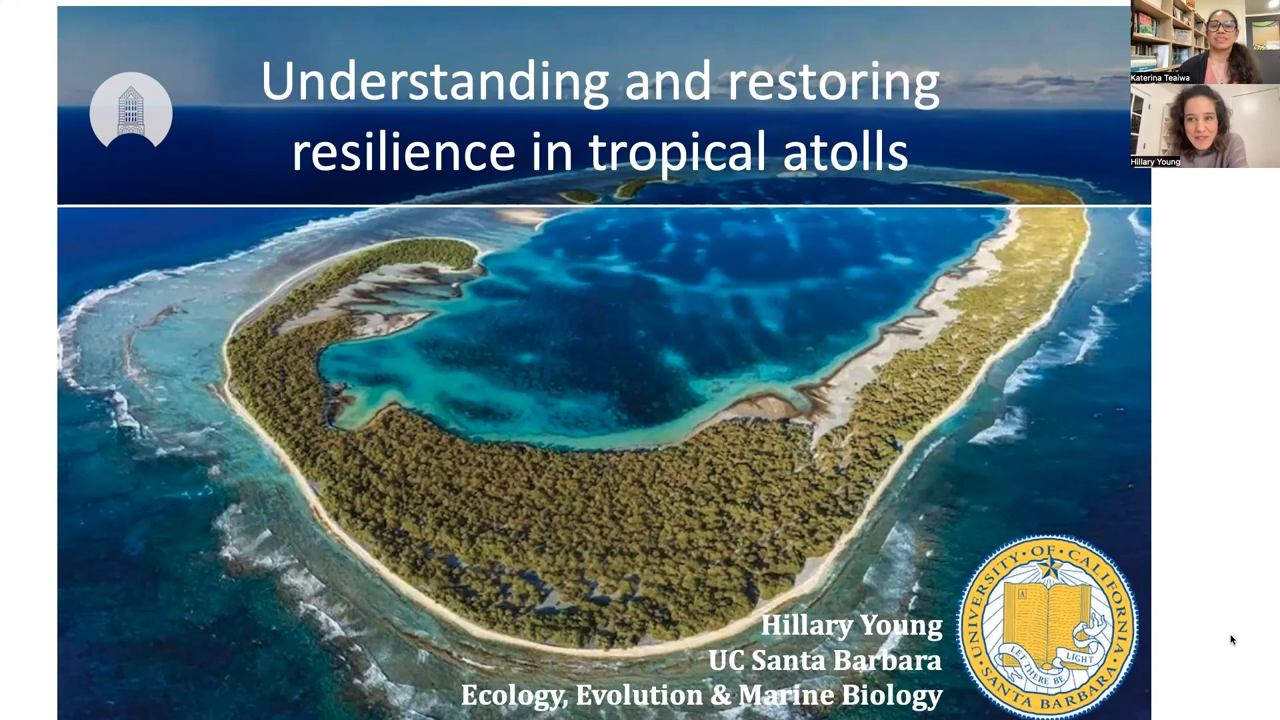 Understanding and restoring
resilience in tropical atolls
Katerina Teaiwa
Hillary Young
Hillary Young
UC Santa Barbara
Ecology, Evolution & Marine Biology
UNIVERSITY · OF · CALIFORNIA
LET THERE BE LIGHT
SANTA BARBARA
A